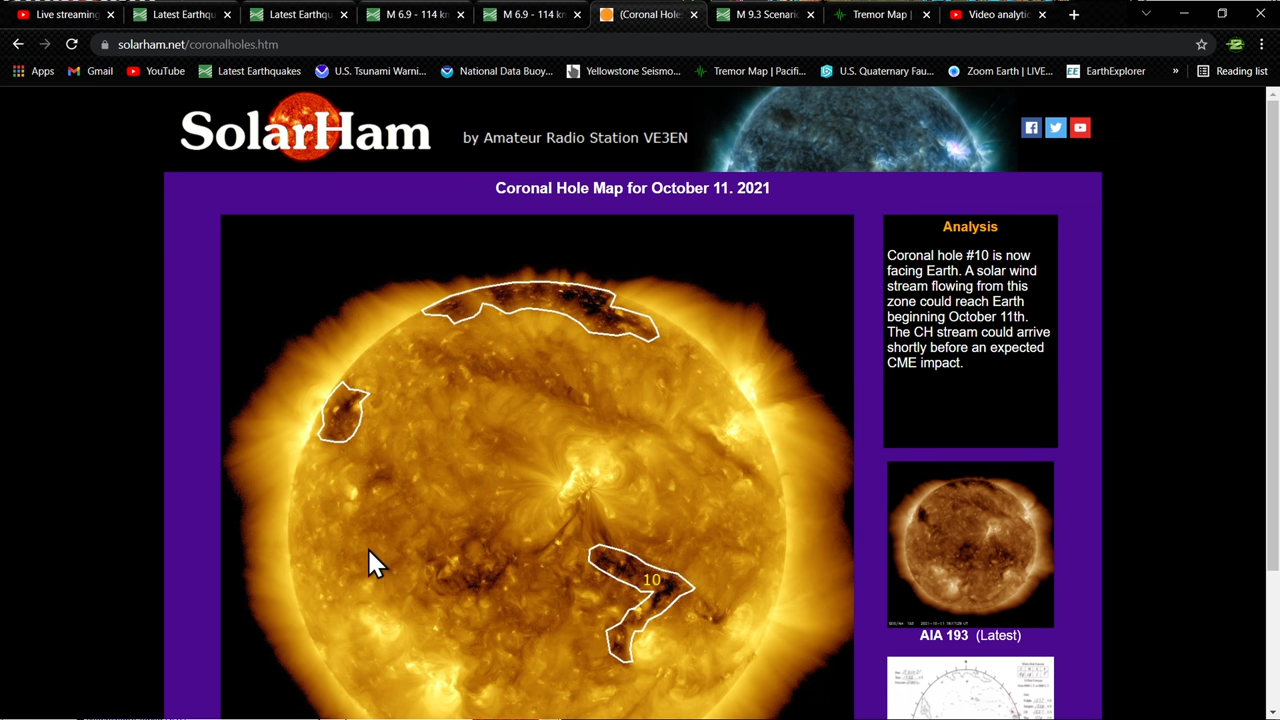 Live streaming
Latest Earthqu
Latest Earthqu
M 6.9 - 114 kn
M 6.9 - 114 kn
(Coronal Hole
M 9.3 Scenario
Tremor Map |
Video analytic
solarham.net/coronalholes.htm
Apps
Gmail
YouTube
Latest Earthquakes
U.S. Tsunami Warni...
National Data Buoy...
Yellowstone Seismo...
Tremor Map | Pacifi...
U.S. Quaternary Fau...
Zoom Earth | LIVE...
EarthExplorer
»
Reading list
SolarHam
by Amateur Radio Station VE3EN
Coronal Hole Map for October 11. 2021
Analysis
Coronal hole #10 is now
facing Earth. A solar wind
stream flowing from this
zone could reach Earth
beginning October 11th.
The CH stream could arrive
shortly before an expected
CME impact.
10
AIA 193 (Latest)